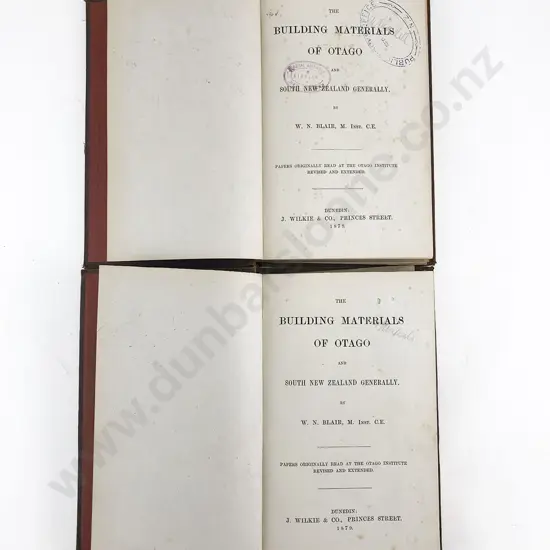 THE
BUILDING MATERIALS
OF OTAGO
AND
SOUTH NEW ZEALAND GENERALLY.
BY
W. N. BLAIR, M. INST. C.E.
PAPERS ORIGINALLY READ AT THE OTAGO INSTITUTE
REVISED AND EXTENDED.
DUNEDIN:
J. WILKIE & CO., PRINCES STREET.
1879.
THE
BUILDING MATERIALS
OF OTAGO
AND
SOUTH NEW ZEALAND GENERALLY.
BY
W. N. BLAIR, M. INST. C.E.
PAPERS ORIGINALLY READ AT THE OTAGO INSTITUTE
REVISED AND EXTENDED.
DUNEDIN:
J. WILKIE & CO., PRINCES STREET.
1879.
www.dunbarsloane.co.nz